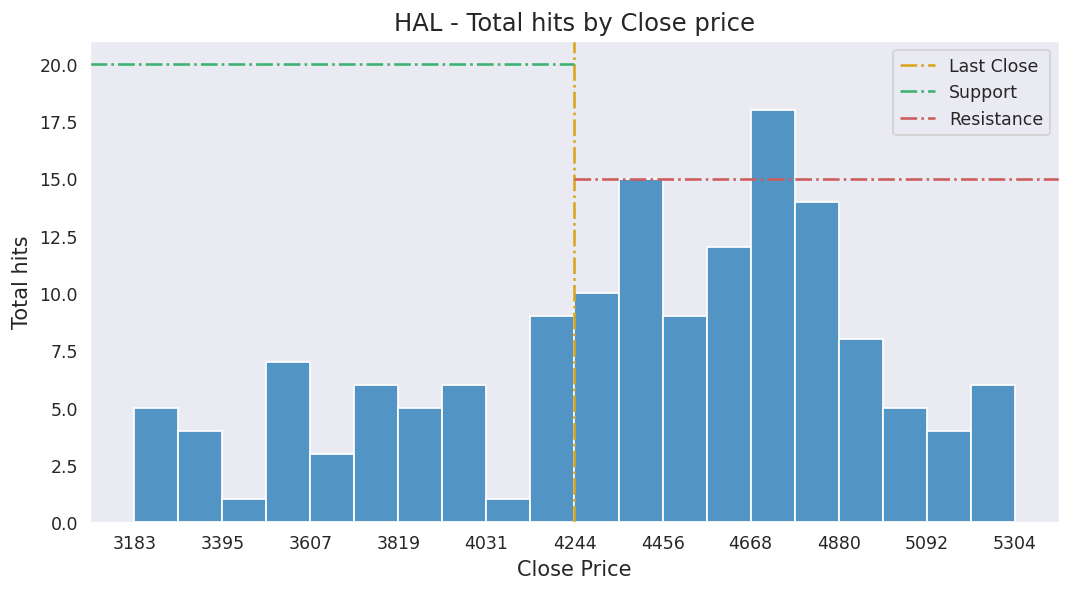 HAL - Total hits by Close price
20.0
17.5
15.0
12.5
10.0
7.5
5.0
2.5
0.0
Total hits
Last Close
Support
Resistance
3183 3395 3607 3819 4031 4244 4456 4668 4880 5092 5304
Close Price